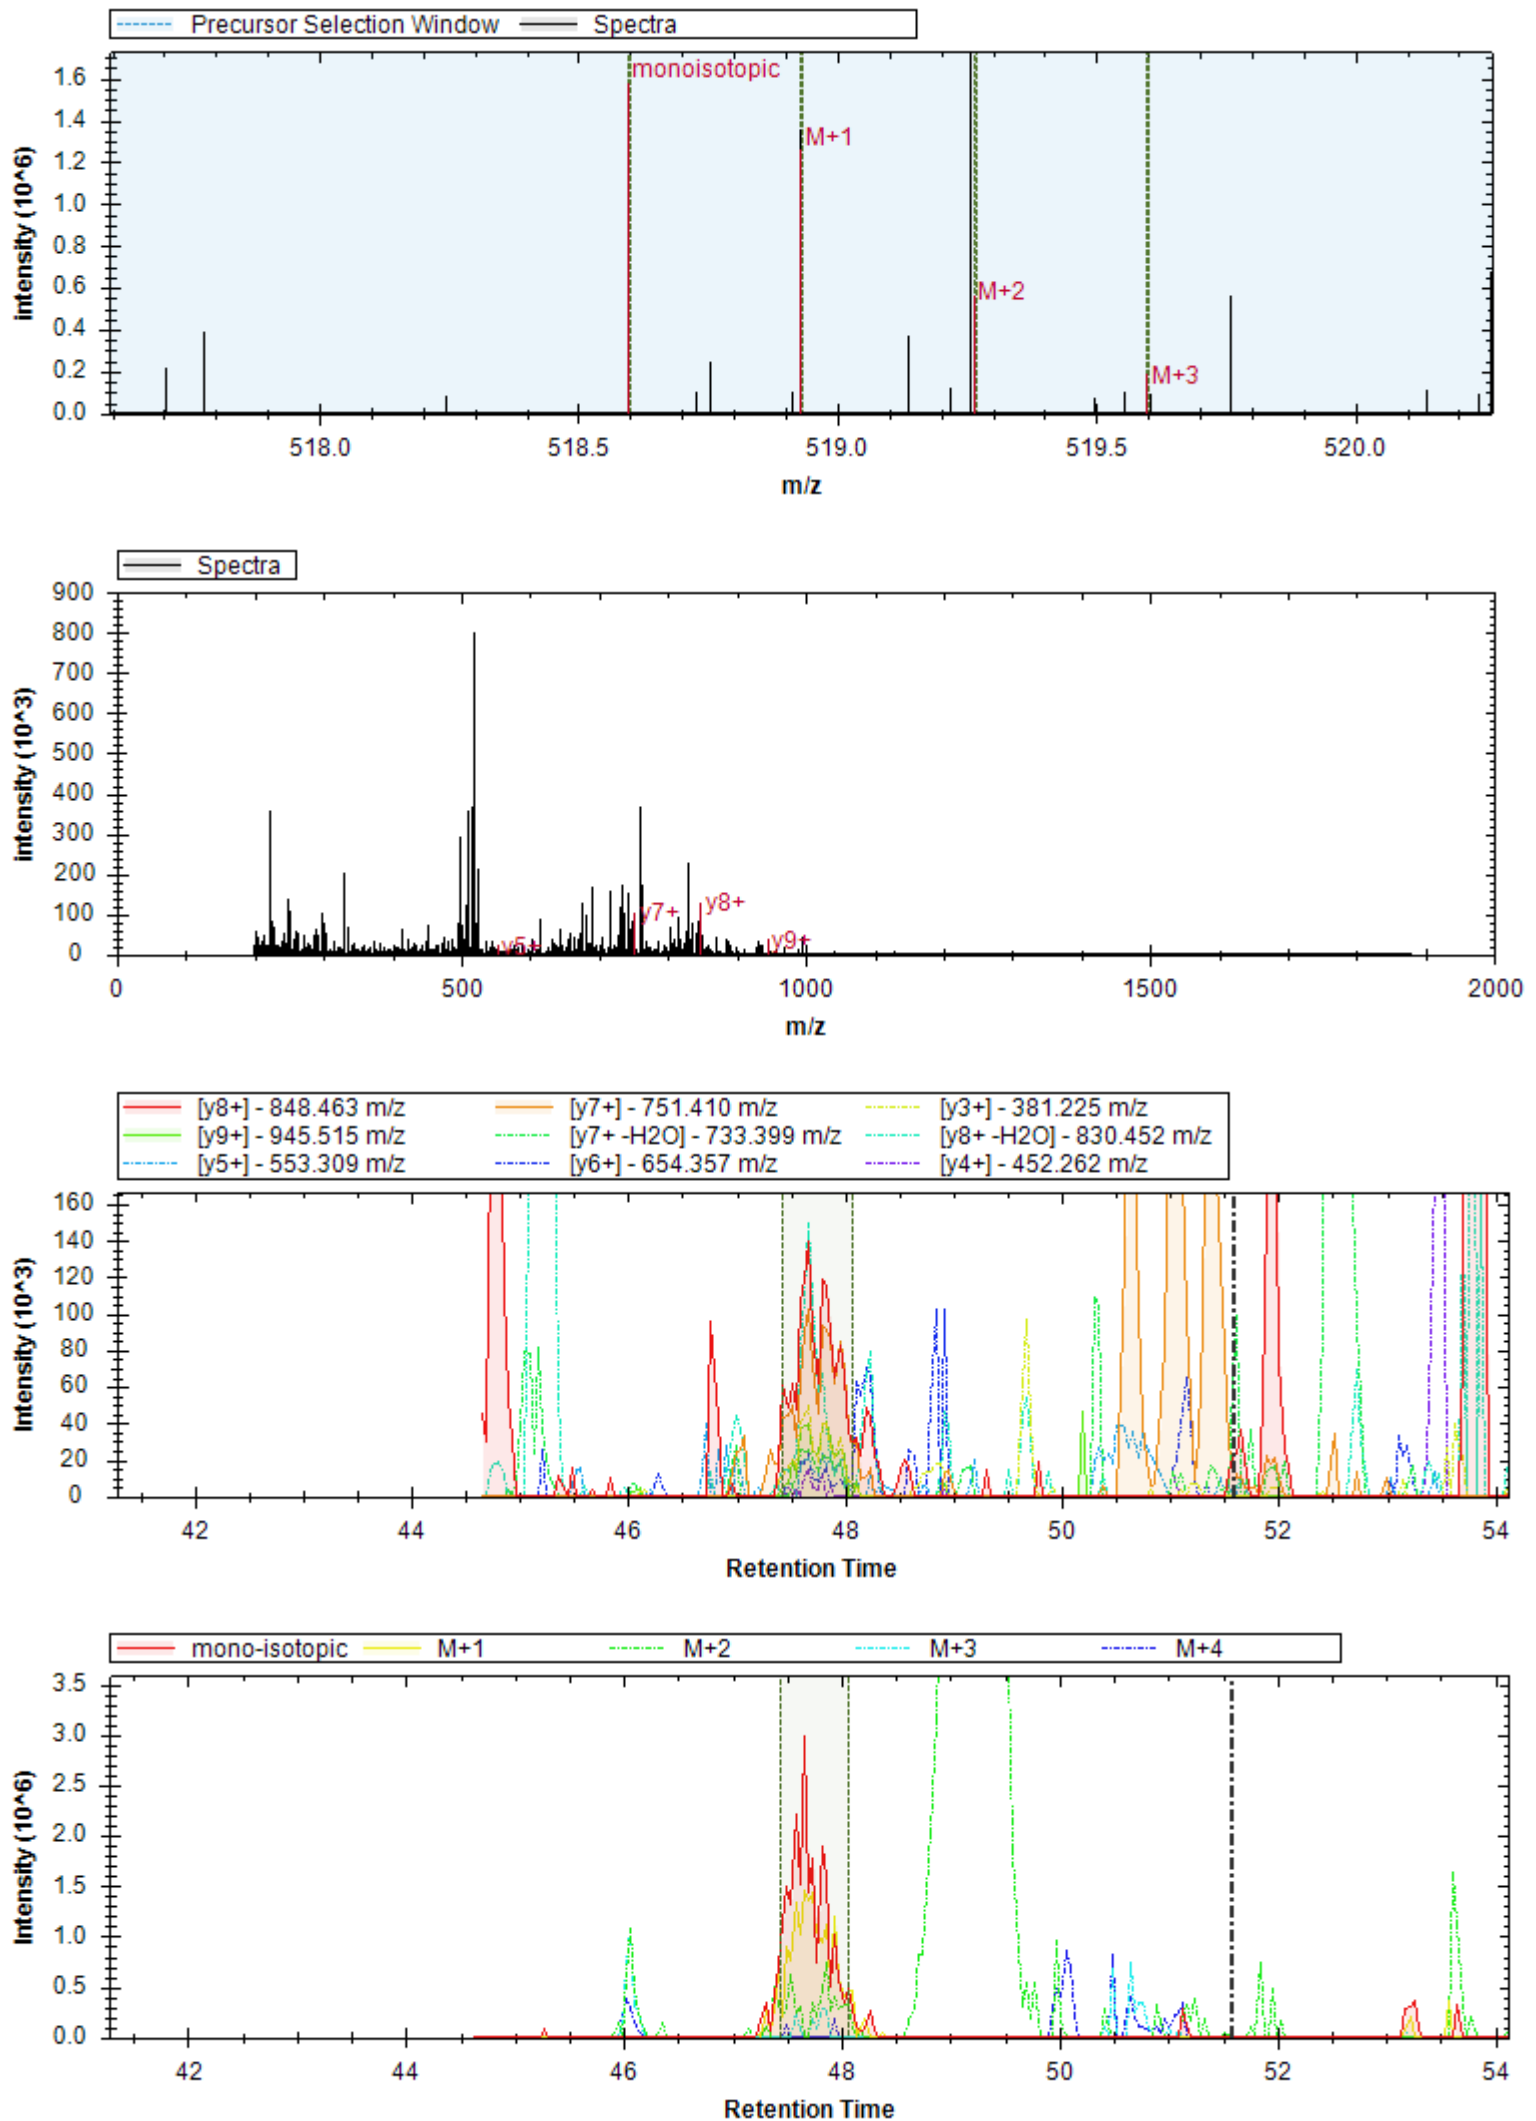 Precursor Selection Window Spectra
1.6
1.4
1.2
1.0
0.8
0.6
0.4
0.2
0.0
intensity (10^6)
monoisotopic
M+1
M+2
M+3
518.0 518.5 519.0 519.5 520.0
m/z
Spectra
900
800
700
600
500
400
300
200
100
0
intensity (10^3)
y5+
y7+
y8+
y9+
0 500 1000 1500 2000
m/z
[y8+] - 848.463 m/z [y7+] - 751.410 m/z [y3+] - 381.225 m/z
[y9+] - 945.515 m/z [y7+ -H2O] - 733.399 m/z [y8+ -H2O] - 830.452 m/z
[y5+] - 553.309 m/z [y6+] - 654.357 m/z [y4+] - 452.262 m/z
160
140
120
100
80
60
40
20
0
Intensity (10^3)
42 44 46 48 50 52 54
Retention Time
mono-isotopic M+1 M+2 M+3 M+4
3.5
3.0
2.5
2.0
1.5
1.0
0.5
0.0
Intensity (10^6)
42 44 46 48 50 52 54
Retention Time